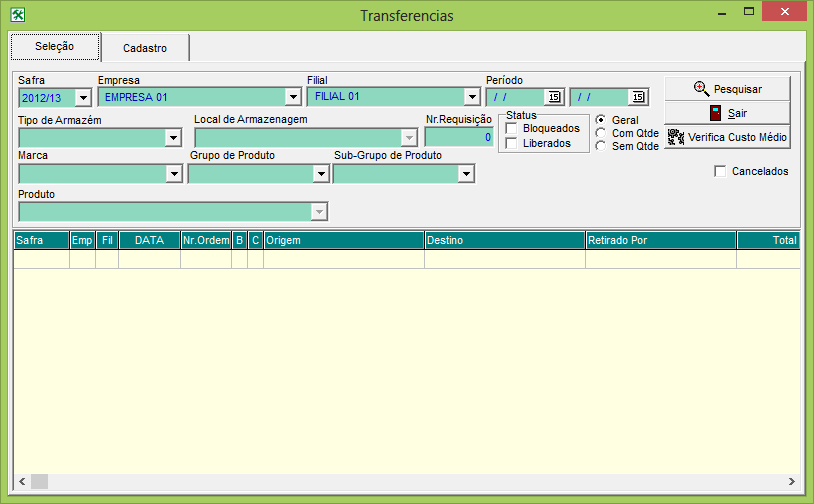 Transferencias
Seleção Cadastro
Safra Empresa Filial Período
2012/13 EMPRESA 01 FILIAL 01 / / 15 / / 15
Pesquisar
Tipo de Armazém Local de Armazenagem Nr.Requisição Status Geral Sair
0 Bloqueados Com Qtde
Liberados Sem Qtde Verifica Custo Médio
Marca Grupo de Produto Sub-Grupo de Produto
Cancelados
Produto
Safra Emp Fil DATA Nr.Ordem B C Origem Destino Retirado Por Total